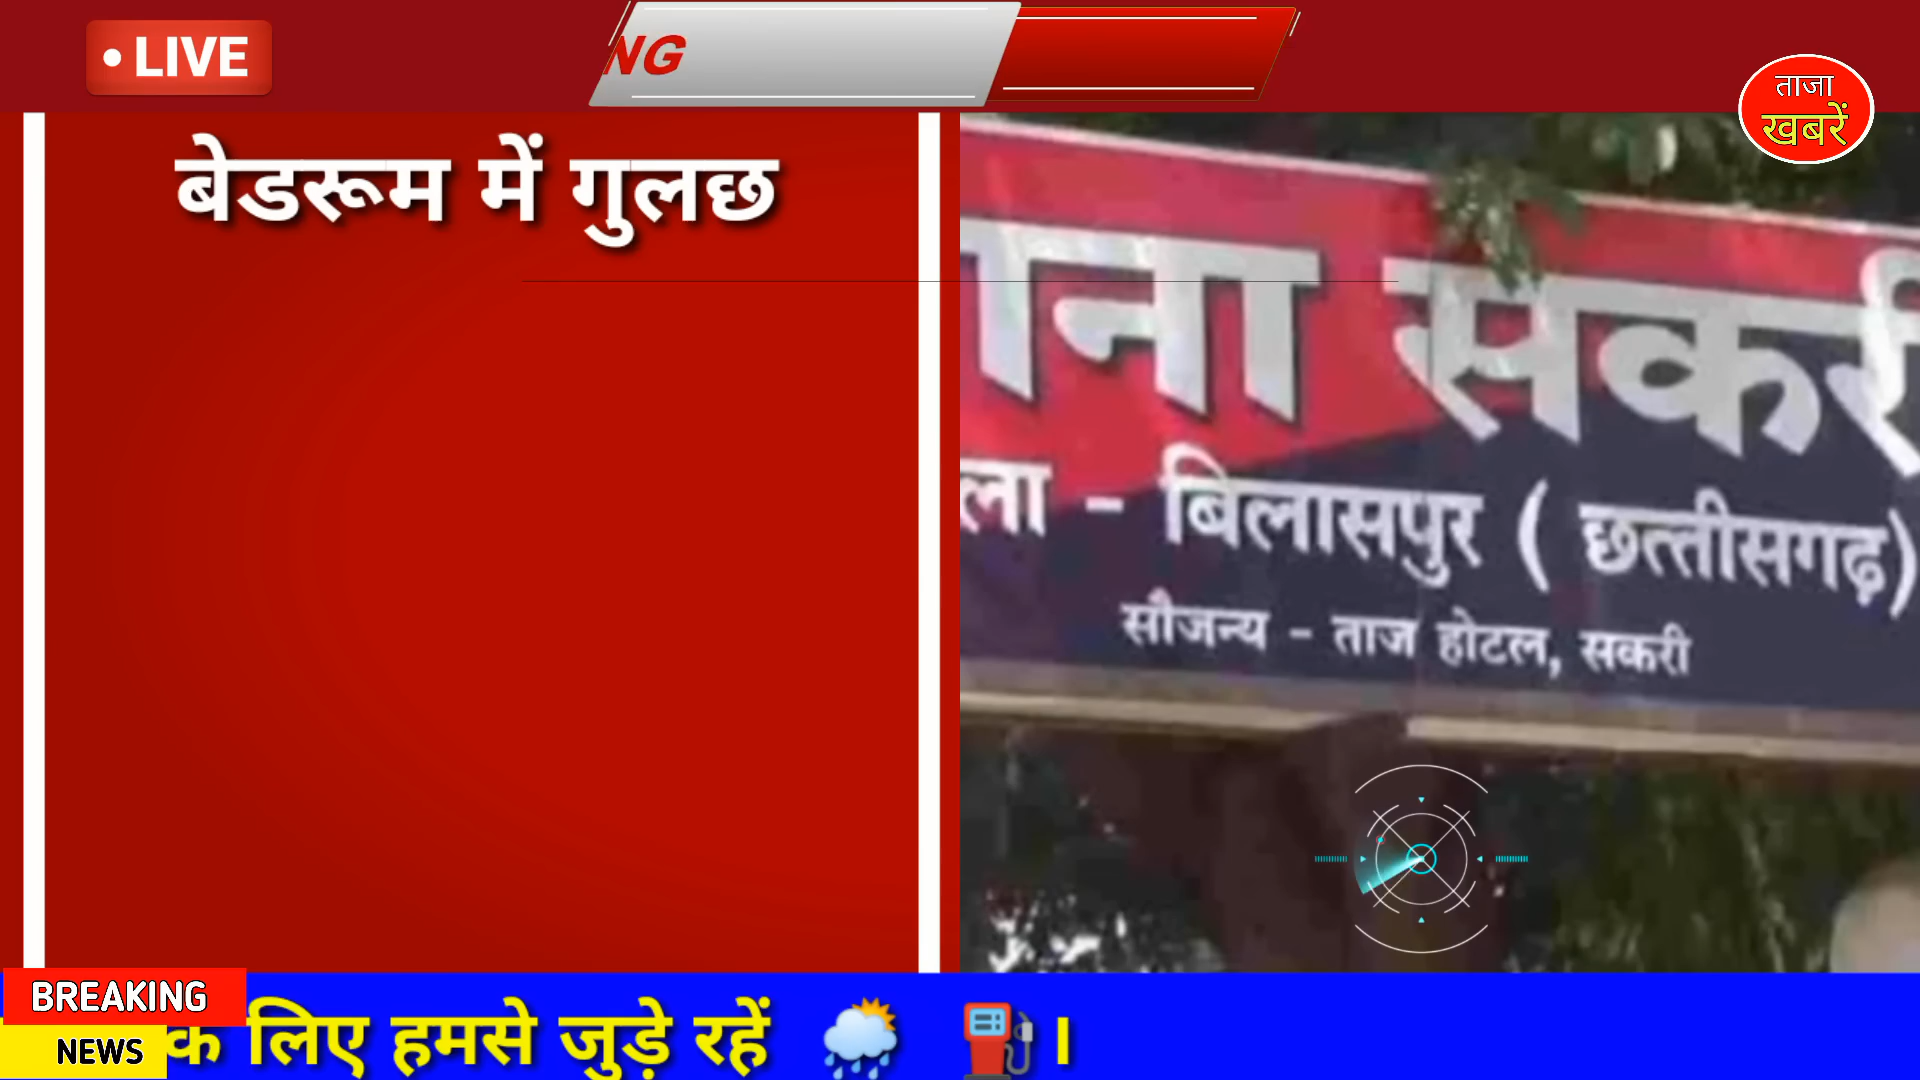 LIVE
NG
ताजा
खबरें
बेडरूम में गुलछ
ाना सकरी
ला - बिलासपुर ( छत्तीसगढ़)
सौजन्य - ताज होटल, सकरी
BREAKING
NEWS
के लिए हमसे जुड़े रहें 🌦️ ⛽।